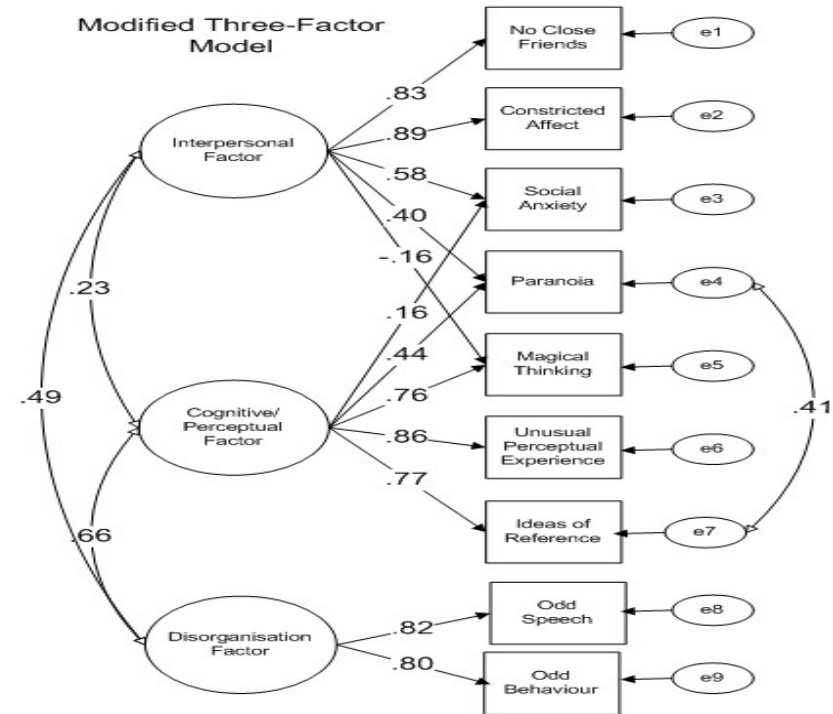 Modified Three-Factor
Model
No Close
Friends
e1
.83
Constricted
Affect
e2
.89
Interpersonal
Factor
.58
Social
Anxiety
e3
.40
-.16
Paranoia
e4
.23
.16
.44
Magical
Thinking
e5
.76
.49
.41
Cognitive/
Perceptual
Factor
.86
Unusual
Perceptual
Experience
e6
.77
Ideas of
Reference
e7
.66
Odd
Speech
e8
Disorganisation
Factor
.82
.80
Odd
Behaviour
e9